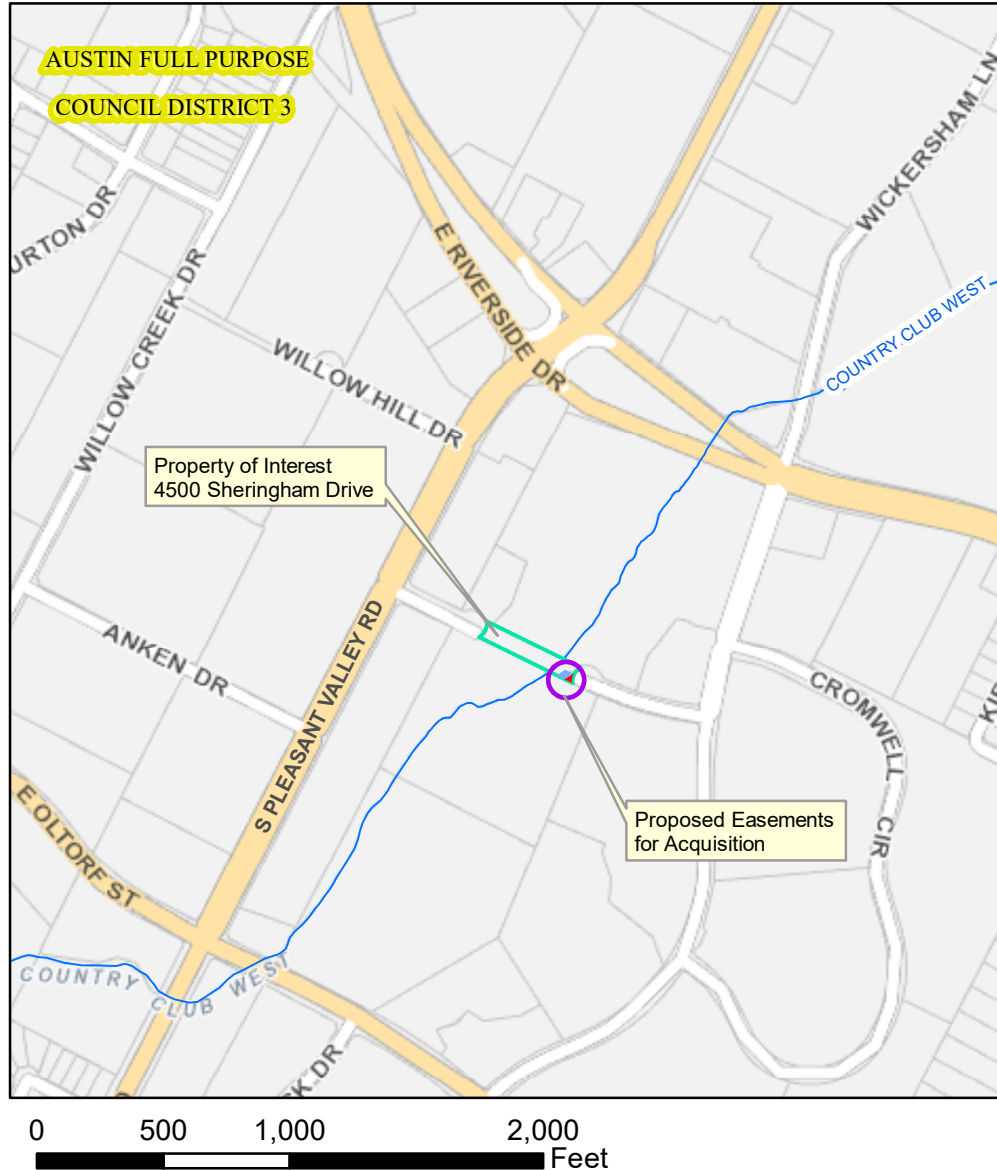 AUSTIN FULL PURPOSE
COUNCIL DISTRICT 3
WICKERSHAM LN
URTON DR
WILLOW CREEK DR
E RIVERSIDE DR
COUNTRY CLUB WEST
WILLOW HILL DR
Property of Interest
4500 Sheringham Drive
ANKEN DR
S PLEASANT VALLEY RD
CROMWELL CIR
E OLTORF ST
Proposed Easements
for Acquisition
COUNTRY CLUB WEST
CK DR
0 500 1,000 2,000
Feet